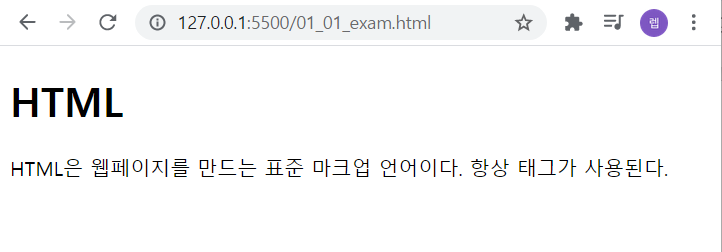 127.0.0.1:5500/01_01_exam.html
렙
HTML
HTML은 웹페이지를 만드는 표준 마크업 언어이다. 항상 태그가 사용된다.